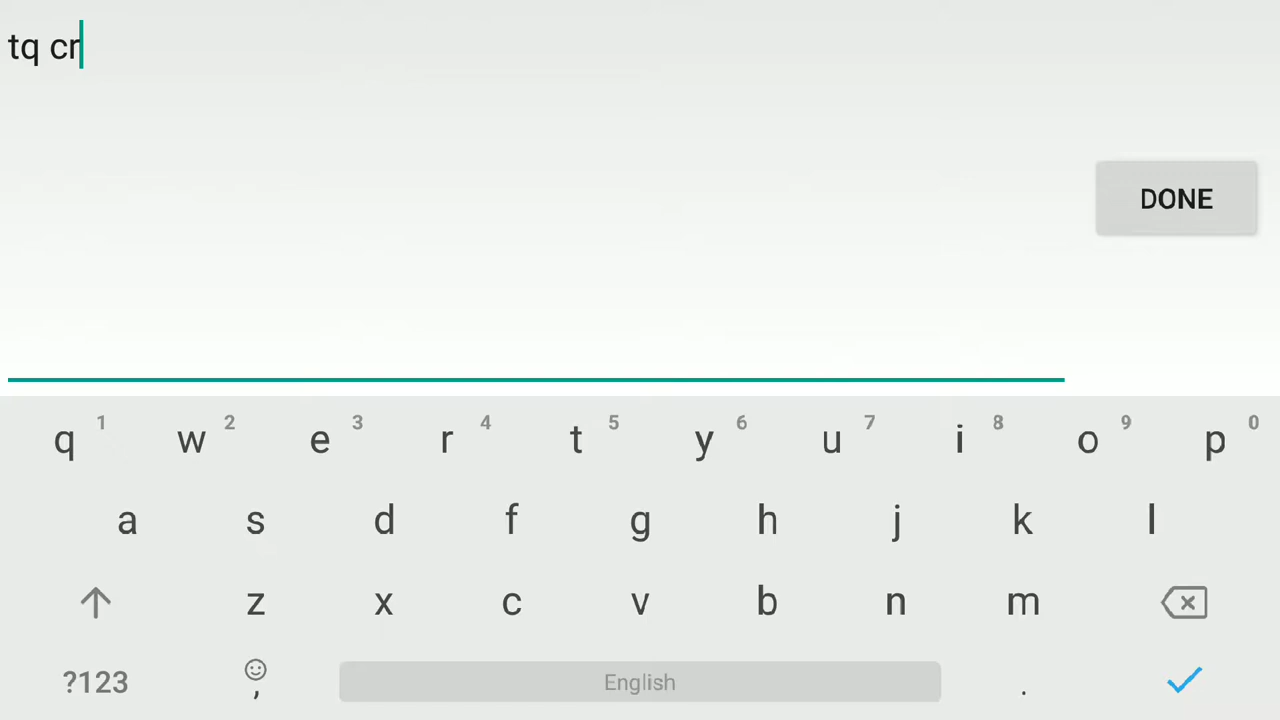 tq cr
DONE
q 1 w 2 e 3 r 4 t 5 y 6 u 7 i 8 o 9 p 0
a s d f g h j k l
z x c v b n m
?123 , English .